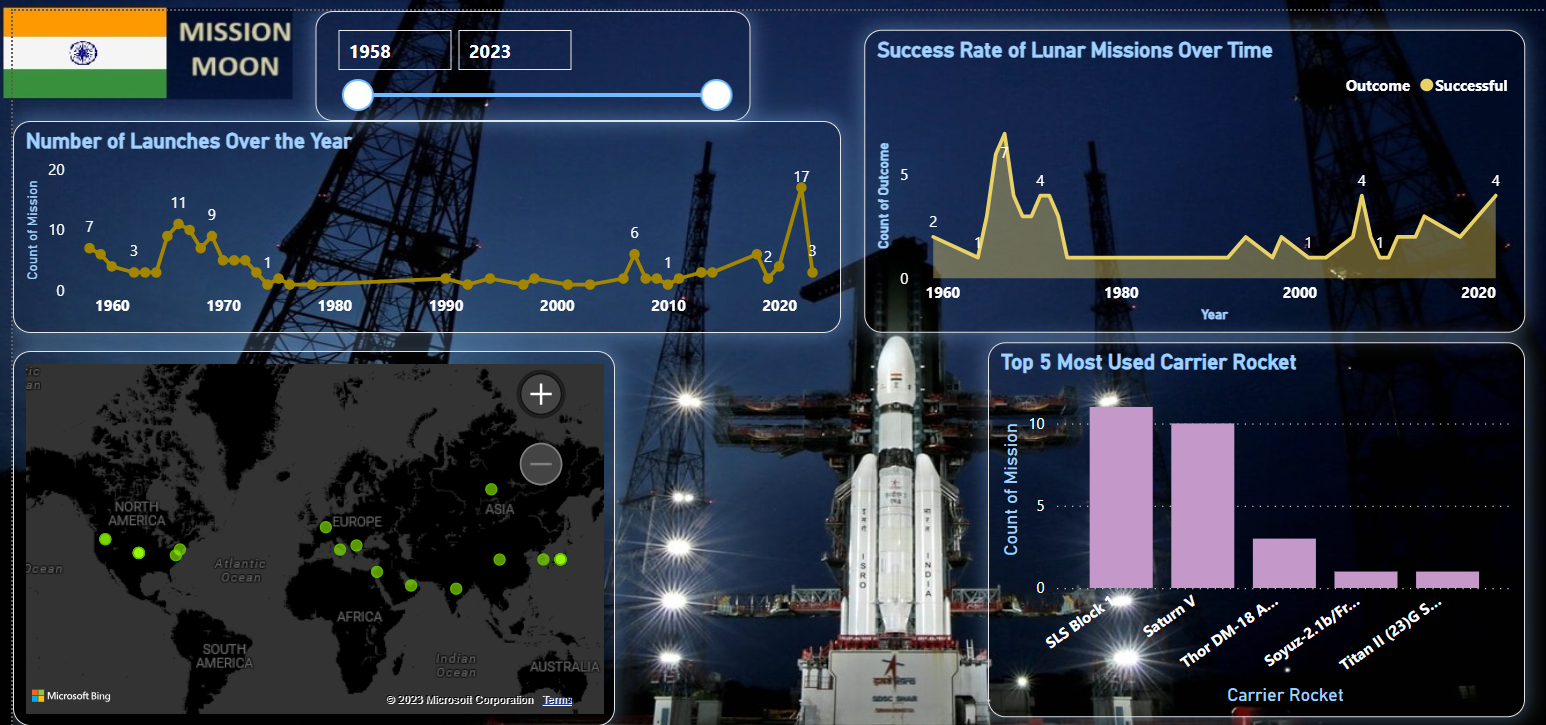 MISSION
MOON
1958
2023
Number of Launches Over the Year
Count of Mission
20
10
0
7
3
11
9
1
6
1
2
17
3
1960
1970
1980
1990
2000
2010
2020
Success Rate of Lunar Missions Over Time
Outcome
Successful
Count of Outcome
5
0
2
1
7
4
1
4
1
4
1960
1980
2000
2020
Year
NORTH
AMERICA
EUROPE
ASIA
Atlantic
Ocean
AFRICA
SOUTH
AMERICA
Indian
Ocean
AUSTRALIA
ic
an
Ocean
Microsoft Bing
© 2023 Microsoft Corporation
Terms
ISRO
INDIA
Top 5 Most Used Carrier Rocket
Count of Mission
10
5
0
SLS Block 1
Saturn V
Thor DM-18 A...
Soyuz-2.1b/Fr...
Titan II (23)G S...
Carrier Rocket